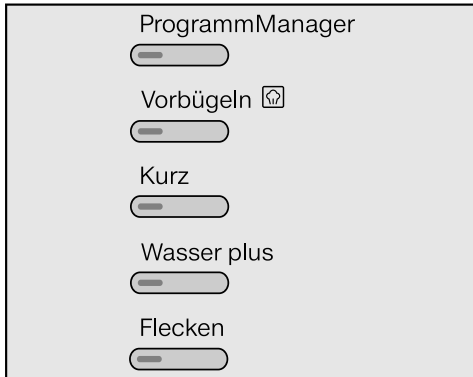 ProgrammManager
Vorbügeln
Kurz
Wasser plus
Flecken